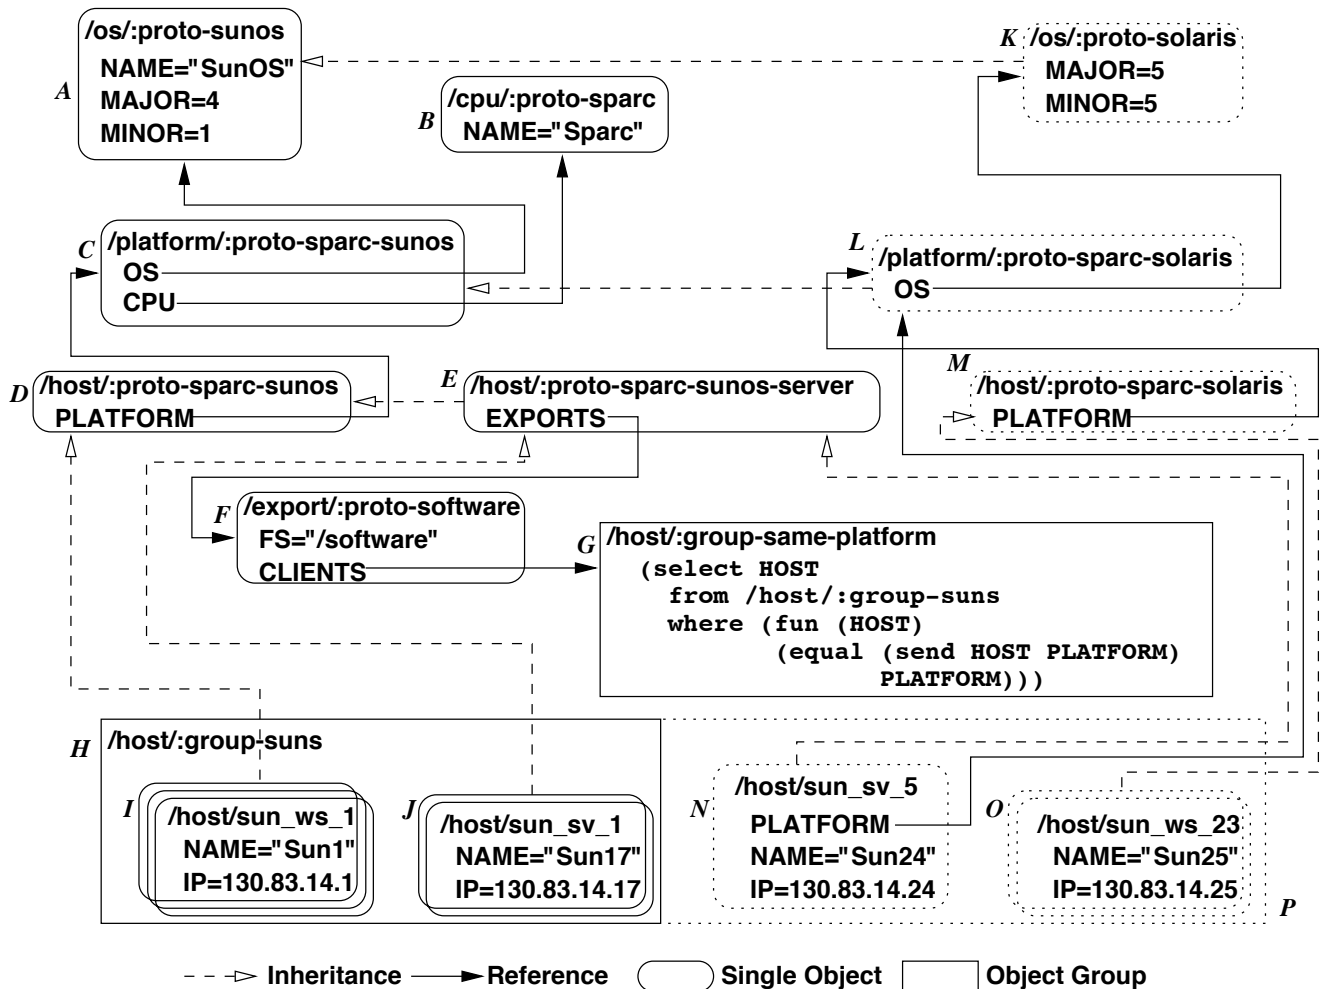 A
/os/:proto-sunos
NAME="SunOS"
MAJOR=4
MINOR=1
B
/cpu/:proto-sparc
NAME="Sparc"
K
/os/:proto-solaris
MAJOR=5
MINOR=5
C
/platform/:proto-sparc-sunos
OS
CPU
L
/platform/:proto-sparc-solaris
OS
D
/host/:proto-sparc-sunos
PLATFORM
E
/host/:proto-sparc-sunos-server
EXPORTS
M
/host/:proto-sparc-solaris
PLATFORM
F
/export/:proto-software
FS="/software"
CLIENTS
G
/host/:group-same-platform
(select HOST
from /host/:group-suns
where (fun (HOST)
(equal (send HOST PLATFORM)
PLATFORM)))
H
/host/:group-suns
I
/host/sun_ws_1
NAME="Sun1"
IP=130.83.14.1
J
/host/sun_sv_1
NAME="Sun17"
IP=130.83.14.17
N
/host/sun_sv_5
PLATFORM
NAME="Sun24"
IP=130.83.14.24
O
/host/sun_ws_23
NAME="Sun25"
IP=130.83.14.25
P
Inheritance
Reference
Single Object
Object Group